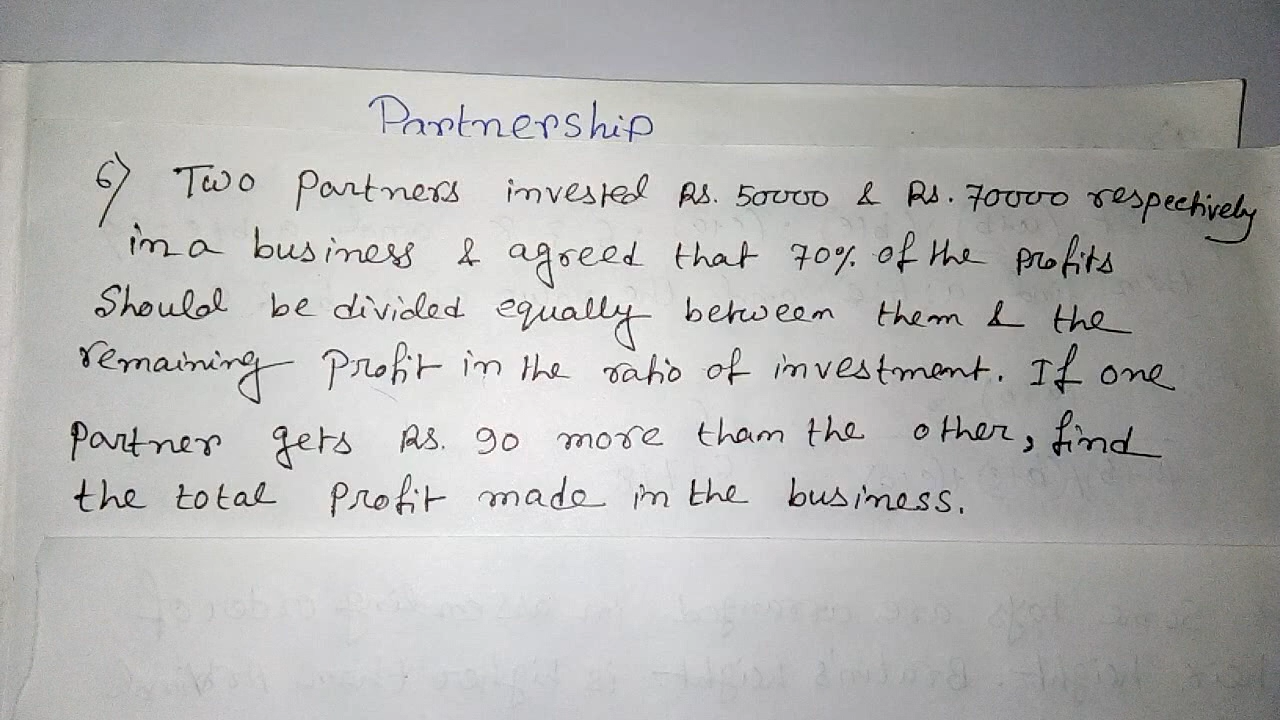 Partnership
6) Two partners invested Rs. 50000 & Rs. 70000 respectively
in a business & agreed that 70% of the profits
Should be divided equally between them & the
remaining Profit in the ratio of investment. If one
partner gets Rs. 90 more than the other, find
the total Profit made in the business.